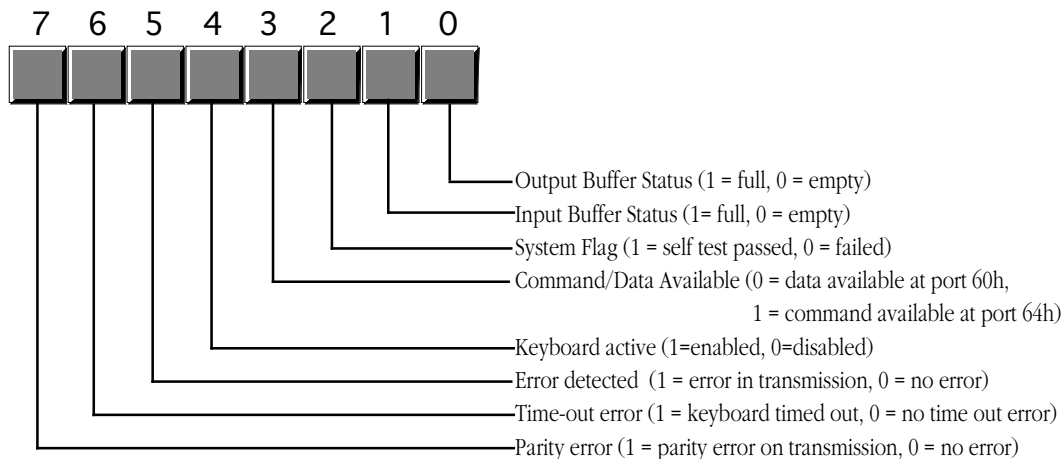 7 6 5 4 3 2 1 0
Output Buffer Status (1 = full, 0 = empty)
Input Buffer Status (1= full, 0 = empty)
System Flag (1 = self test passed, 0 = failed)
Command/Data Available (0 = data available at port 60h,
1 = command available at port 64h)
Keyboard active (1=enabled, 0=disabled)
Error detected (1 = error in transmission, 0 = no error)
Time-out error (1 = keyboard timed out, 0 = no time out error)
Parity error (1 = parity error on transmission, 0 = no error)